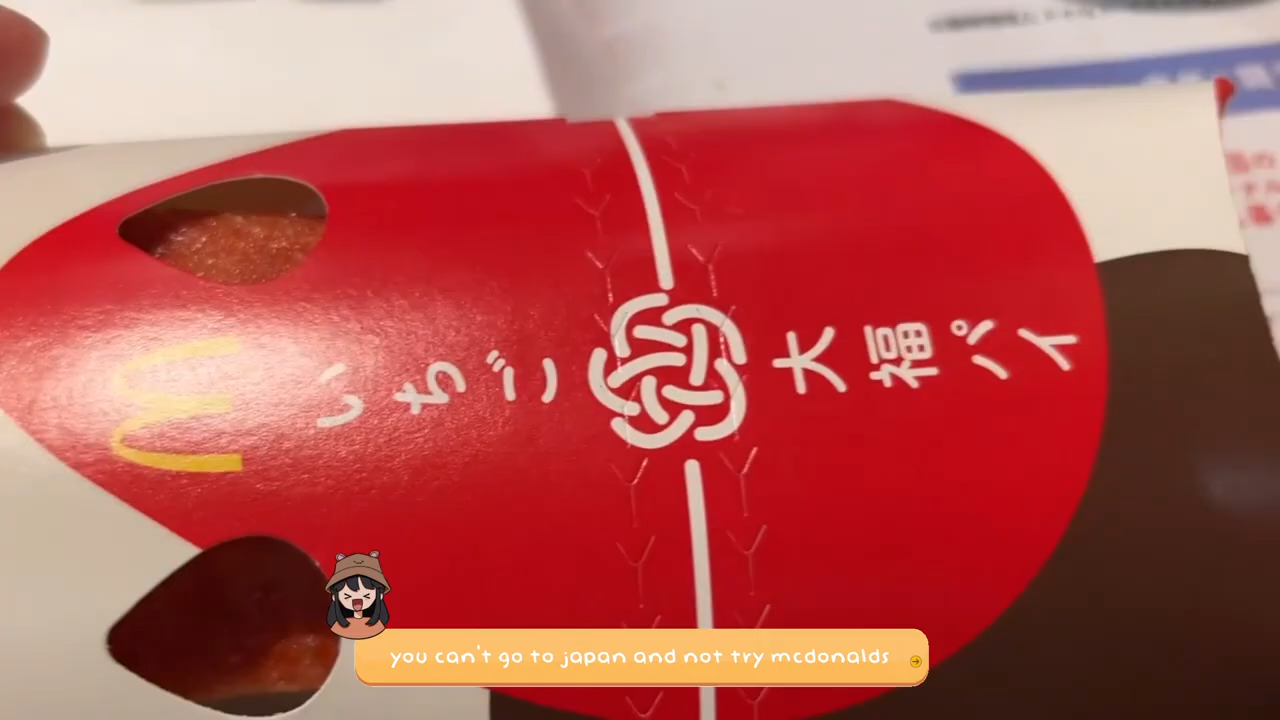 いちご
大福パイ
you can't go to japan and not try mcdonalds